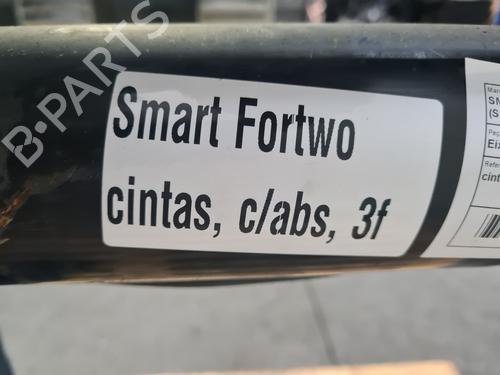 B-PARTS
Smart Fortwo
cintas, c/abs, 3f